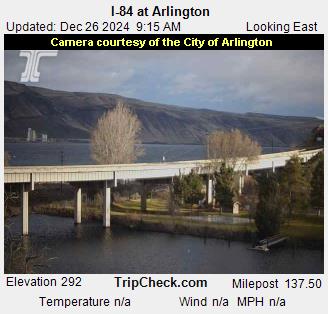 I-84 at Arlington
Updated: Dec 26 2024 9:15 AM Looking East
Camera courtesy of the City of Arlington
Elevation 292 TripCheck.com Milepost 137.50
Temperature n/a Wind n/a MPH n/a